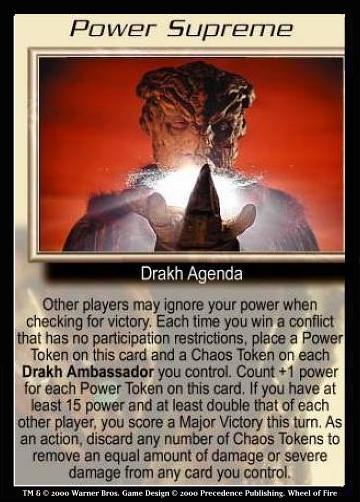 Power Supreme
Drakh Agenda
Other players may ignore your power when
checking for victory. Each time you win a conflict
that has no participation restrictions, place a Power
Token on this card and a Chaos Token on each
Drakh Ambassador you control. Count +1 power
for each Power Token on this card. If you have at
least 15 power and at least double that of each
other player, you score a Major Victory this turn. As
an action, discard any number of Chaos Tokens to
remove an equal amount of damage or severe
damage from any card you control.
TM & © 2000 Warner Bros. Game Design © 2000 Precedence Publishing. Wheel of Fire